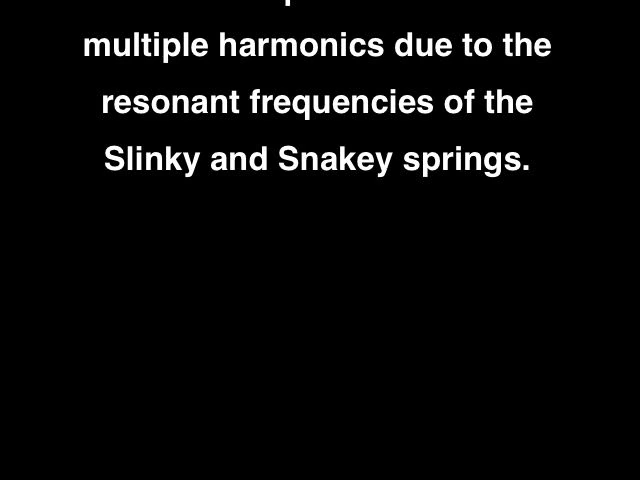 multiple harmonics due to the
resonant frequencies of the
Slinky and Snakey springs.